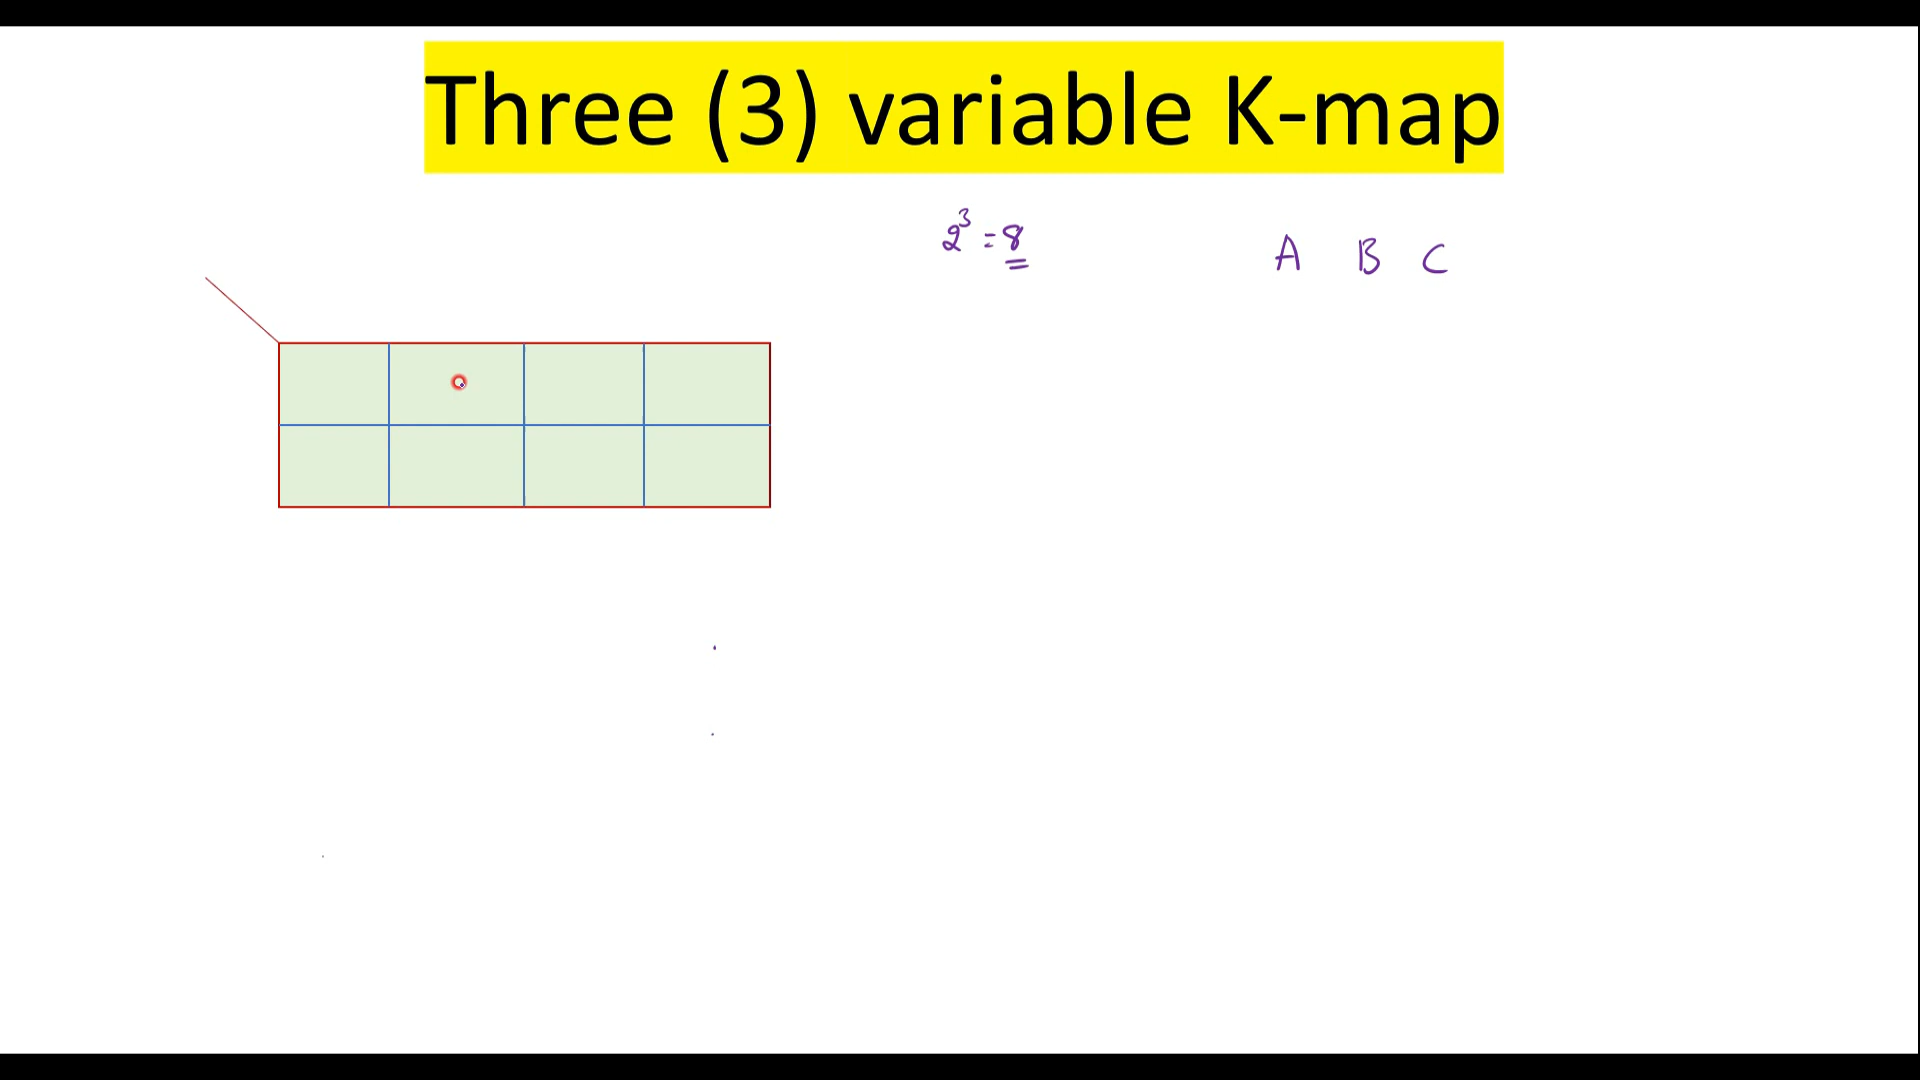 Three (3) variable K-map
2³ = 8
A B C